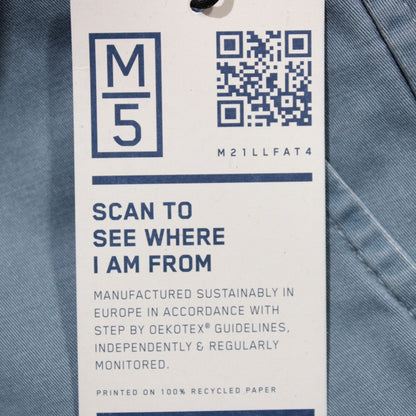 M
5
M21LLFAT4
SCAN TO
SEE WHERE
I AM FROM
MANUFACTURED SUSTAINABLY IN
EUROPE IN ACCORDANCE WITH
STEP BY OEKOTEX® GUIDELINES,
INDEPENDENTLY & REGULARLY
MONITORED.
PRINTED ON 100% RECYCLED PAPER